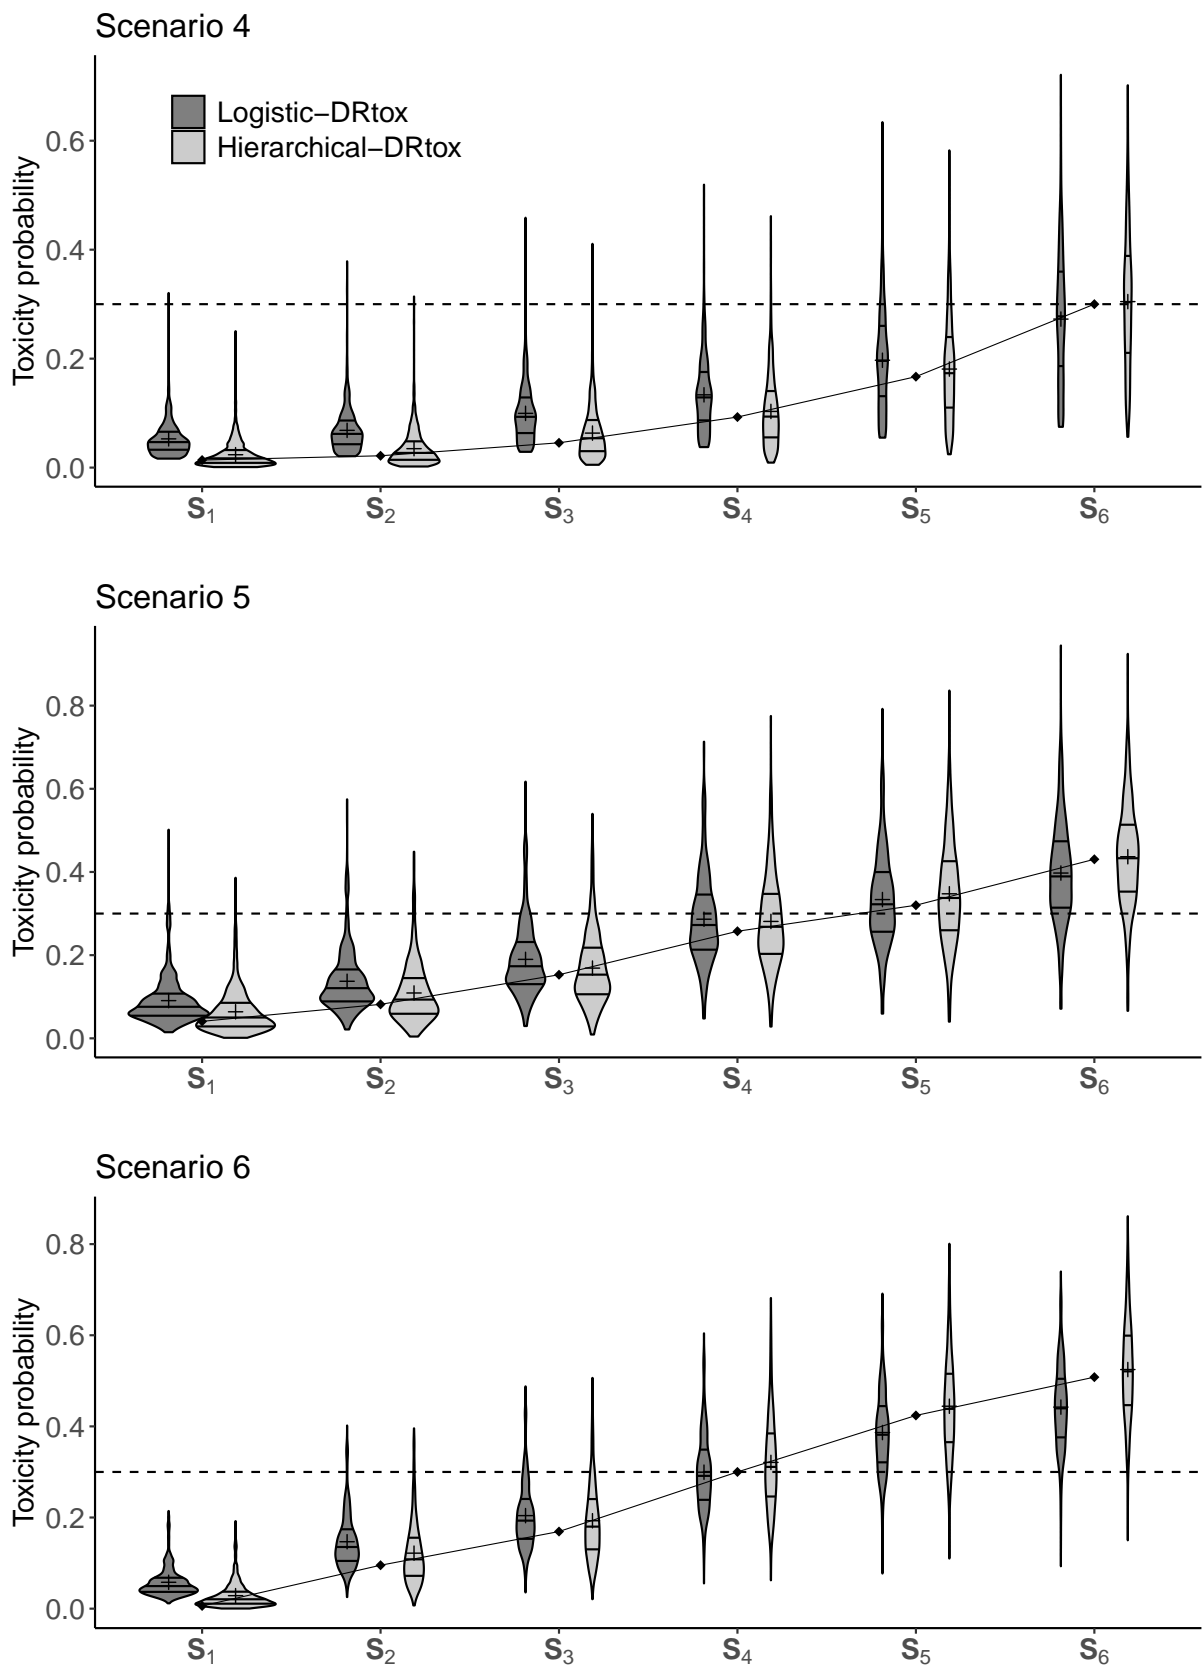 Scenario 4
Logistic−DRtox
Hierarchical−DRtox
Toxicity probability
0.6
0.4
0.2
0.0
S1 S2 S3 S4 S5 S6
Scenario 5
Toxicity probability
0.8
0.6
0.4
0.2
0.0
S1 S2 S3 S4 S5 S6
Scenario 6
Toxicity probability
0.8
0.6
0.4
0.2
0.0
S1 S2 S3 S4 S5 S6